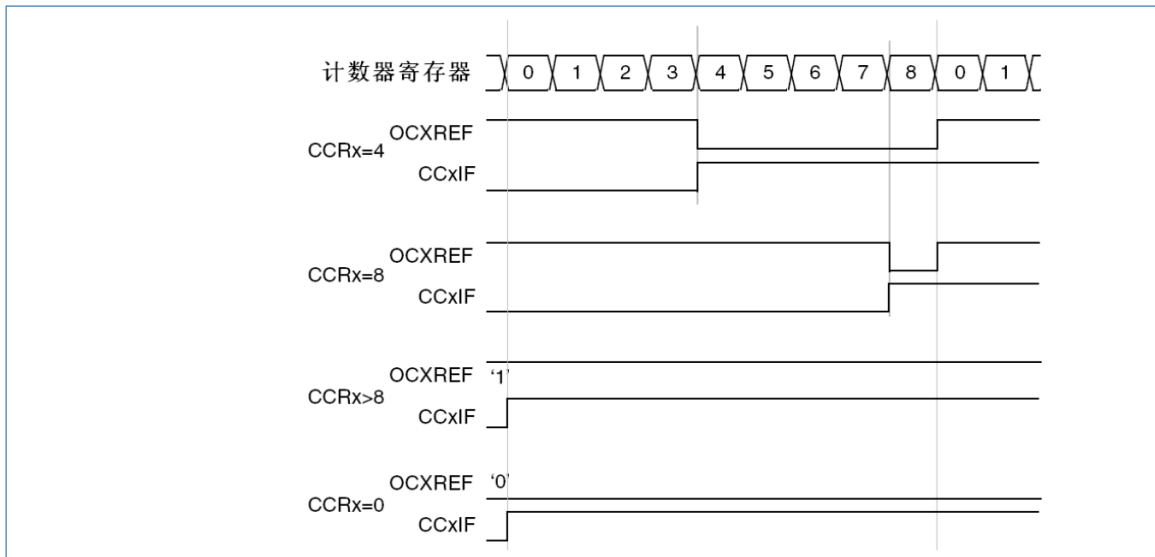 计数器寄存器 0 1 2 3 4 5 6 7 8 0 1
OCXREF
CCRx=4
CCxIF
OCXREF
CCRx=8
CCxIF
OCXREF ‘1’
CCRx>8
CCxIF
OCXREF ‘0’
CCRx=0
CCxIF